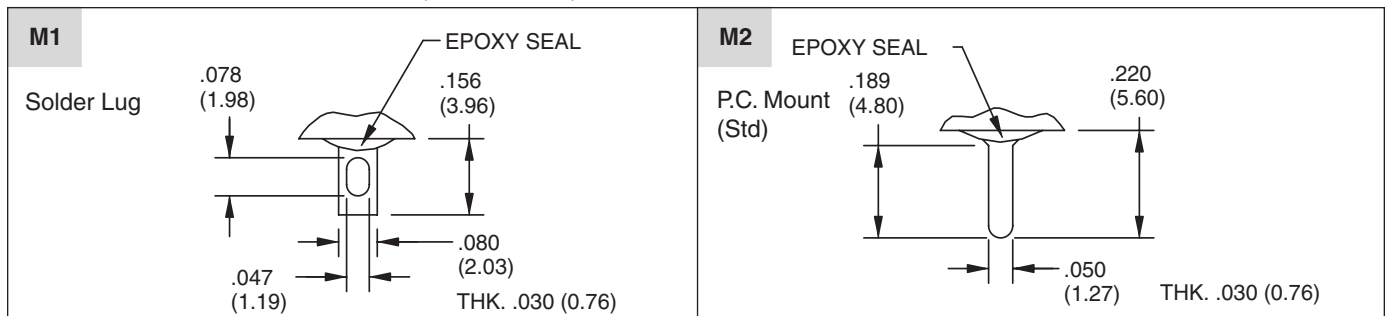 M1
EPOXY SEAL
.078
(1.98)
.156
(3.96)
Solder Lug
.080
(2.03)
.047
(1.19)
THK. .030 (0.76)
M2
EPOXY SEAL
.189
(4.80)
.220
(5.60)
P.C. Mount
(Std)
.050
(1.27)
THK. .030 (0.76)